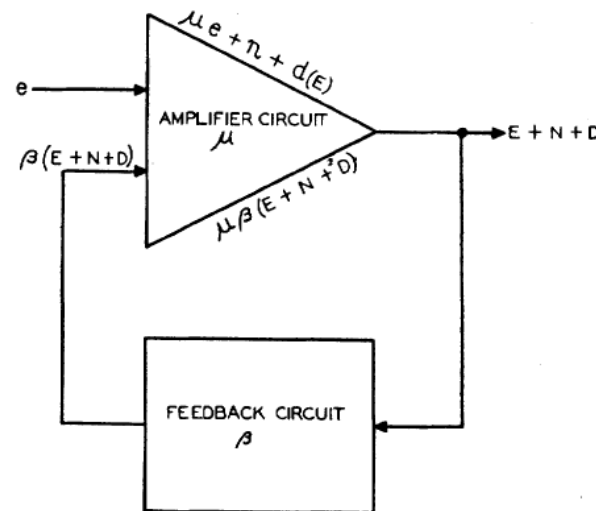 μe + n + d(E)
e
AMPLIFIER CIRCUIT
μ
E + N + D
β(E+N+D)
μβ(E+N+D)
FEEDBACK CIRCUIT
β